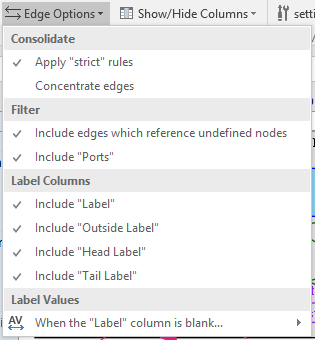 Edge Options Show/Hide Columns
Consolidate
Apply "strict" rules
Concentrate edges
Filter
Include edges which reference undefined nodes
Include "Ports"
Label Columns
Include "Label"
Include "Outside Label"
Include "Head Label"
Include "Tail Label"
Label Values
AV When the "Label" column is blank...